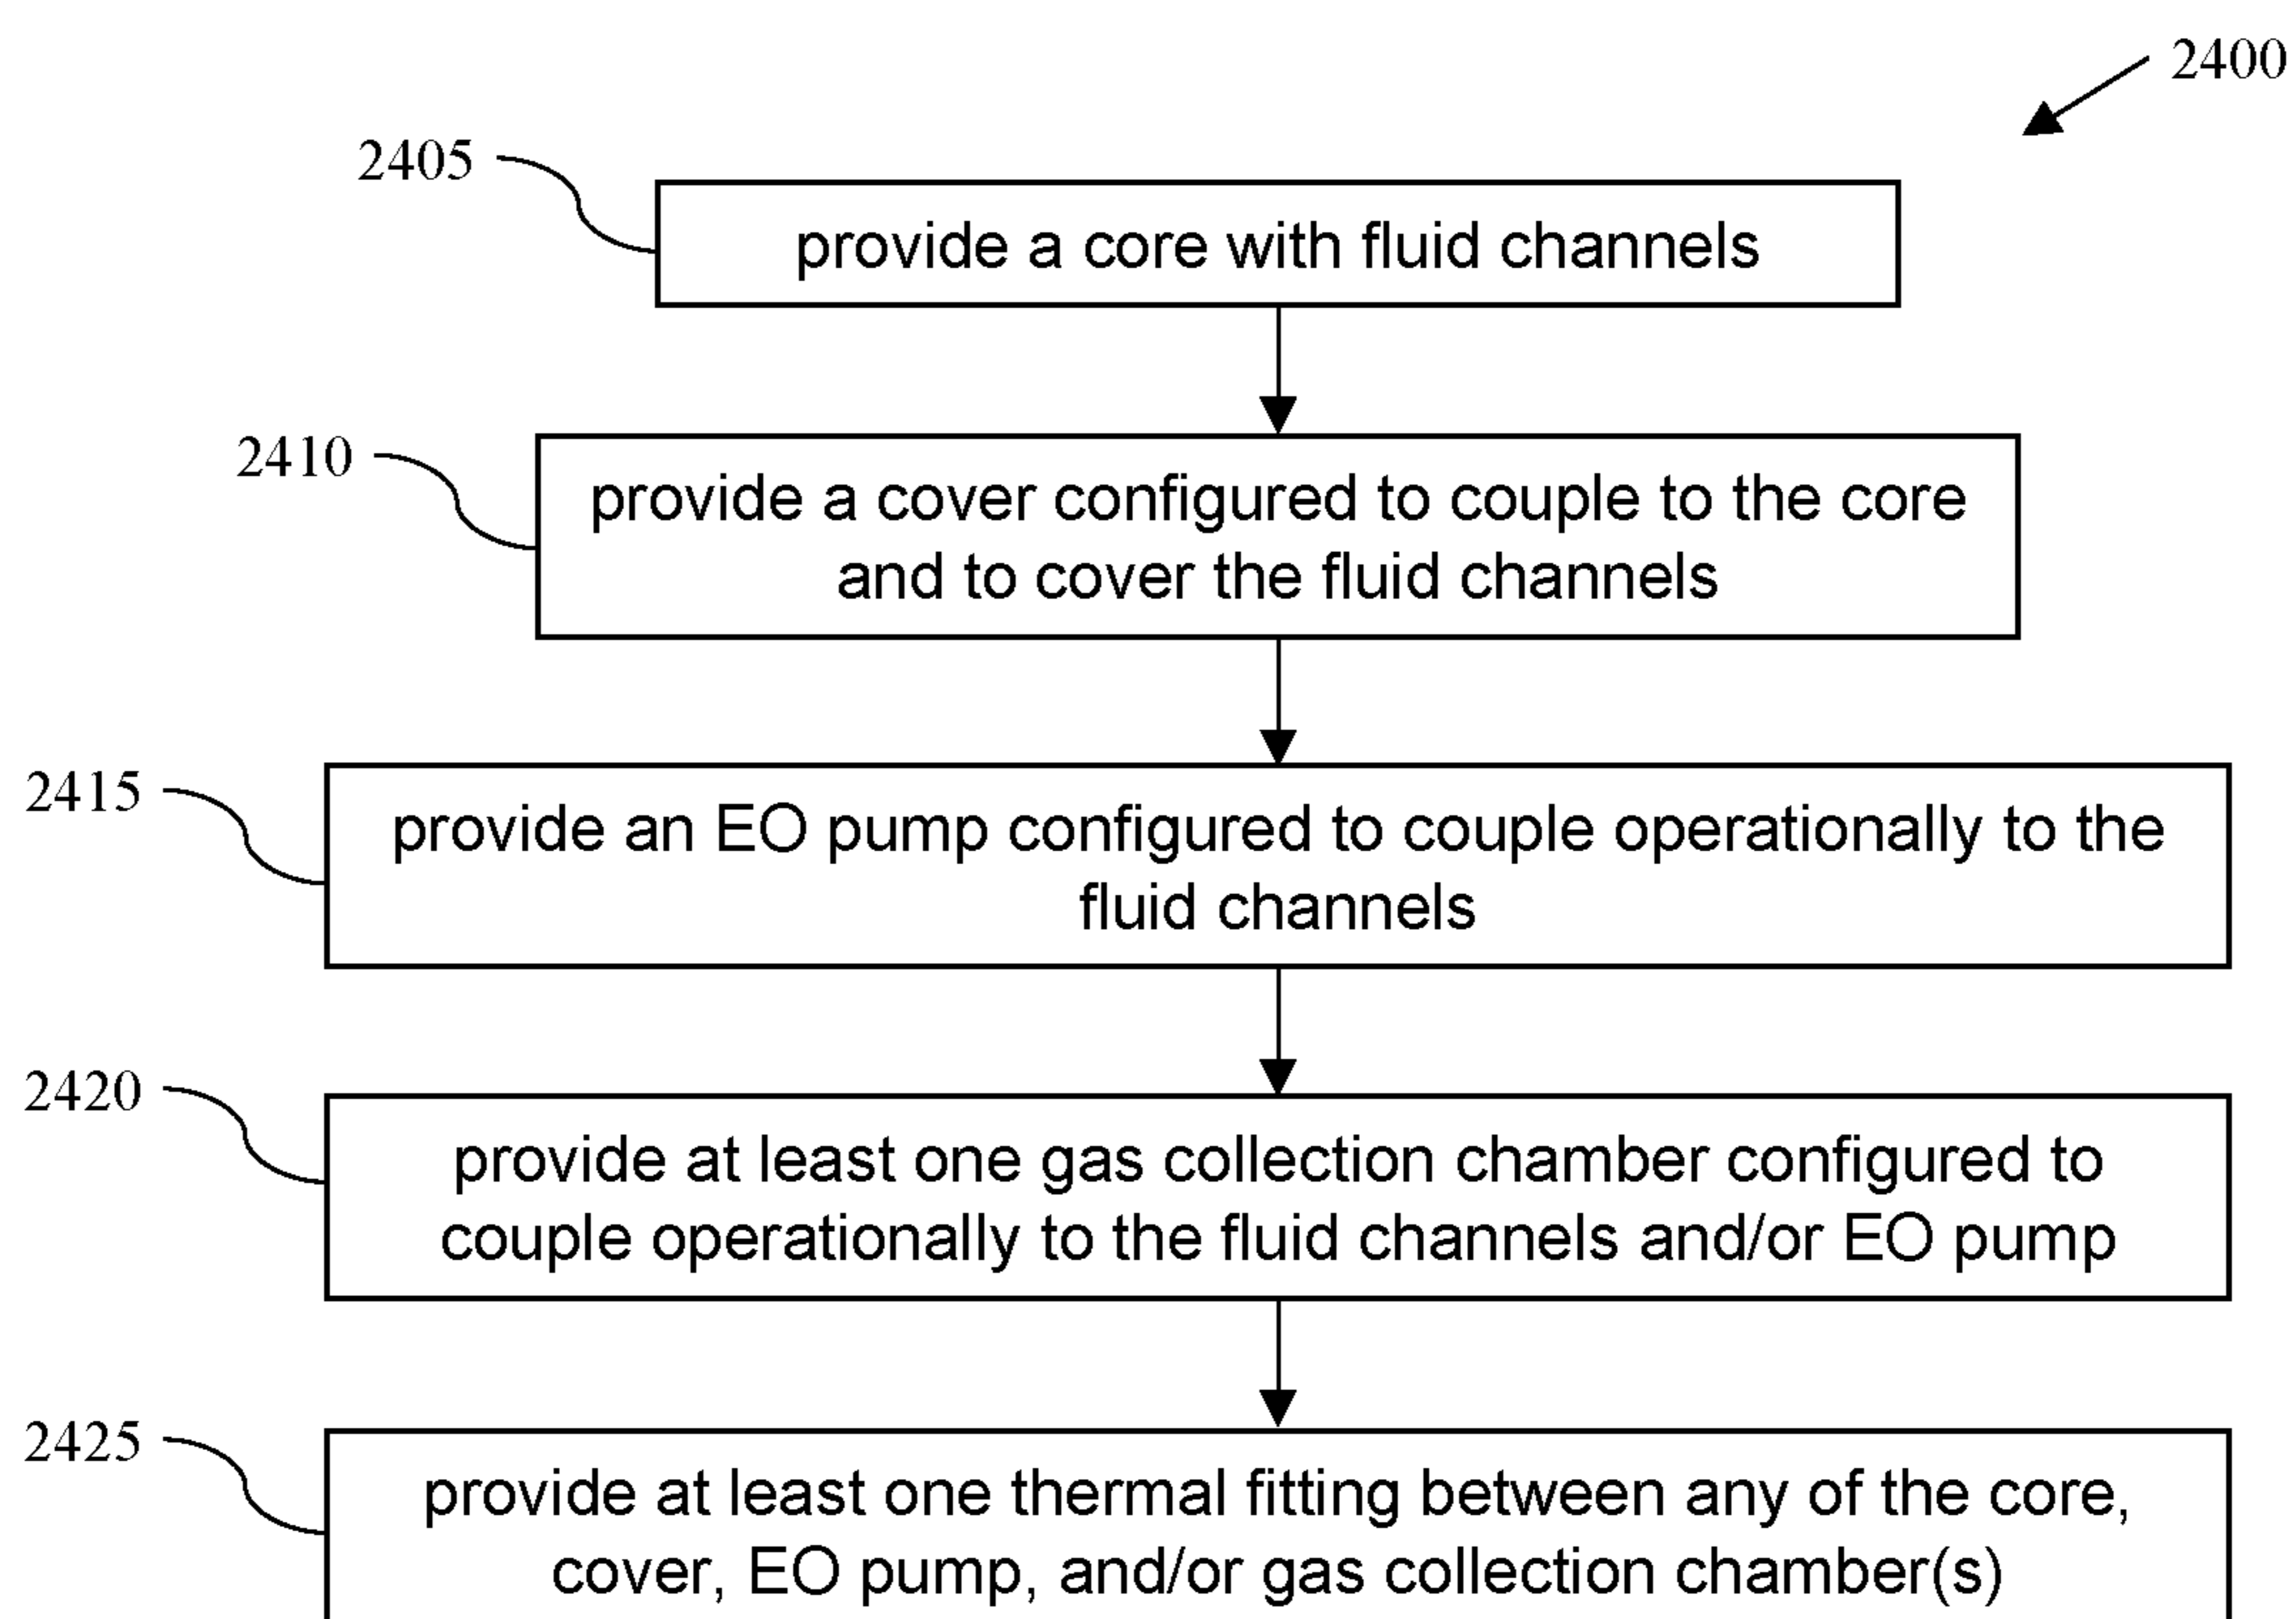 2400
2405
provide a core with fluid channels
2410
provide a cover configured to couple to the core
and to cover the fluid channels
2415
provide an EO pump configured to couple operationally to the
fluid channels
2420
provide at least one gas collection chamber configured to
couple operationally to the fluid channels and/or EO pump
2425
provide at least one thermal fitting between any of the core,
cover, EO pump, and/or gas collection chamber(s)